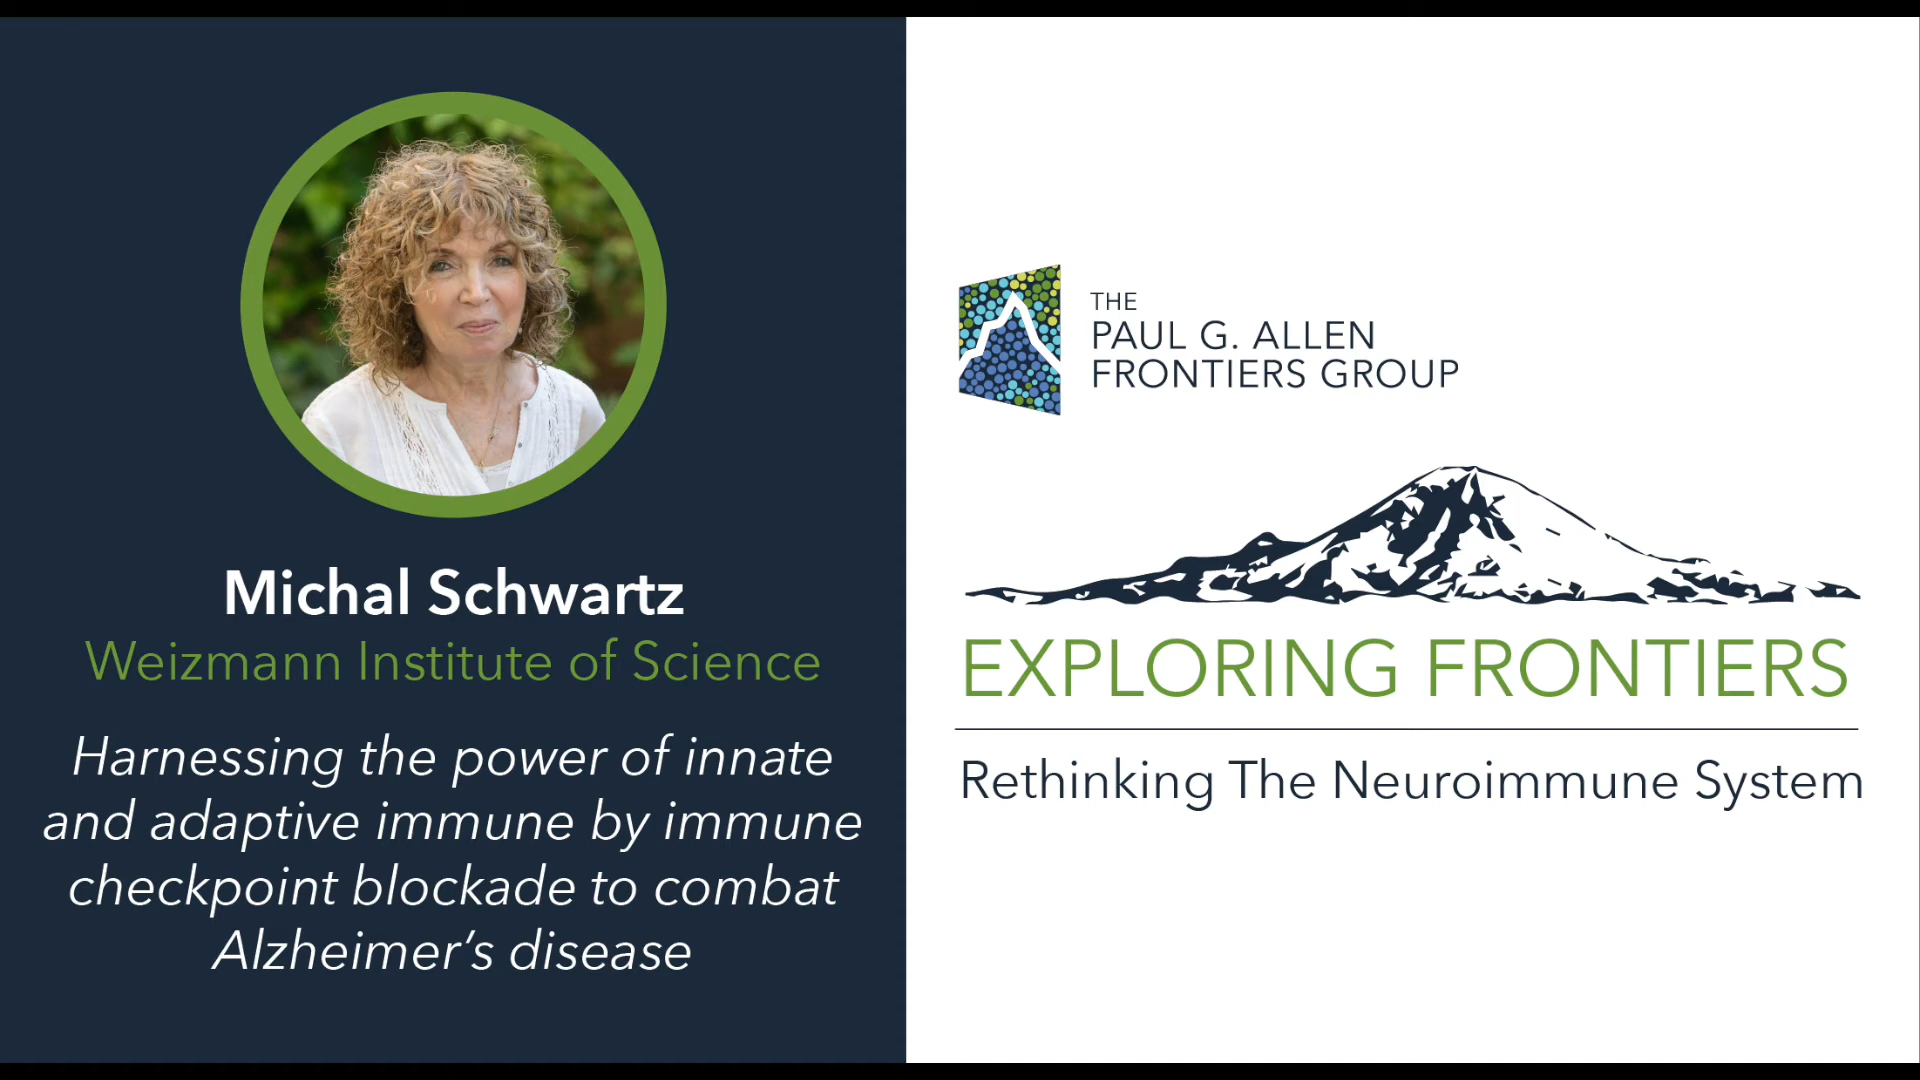 Michal Schwartz
Weizmann Institute of Science
Harnessing the power of innate
and adaptive immune by immune
checkpoint blockade to combat
Alzheimer’s disease
THE
PAUL G. ALLEN
FRONTIERS GROUP
EXPLORING FRONTIERS
Rethinking The Neuroimmune System